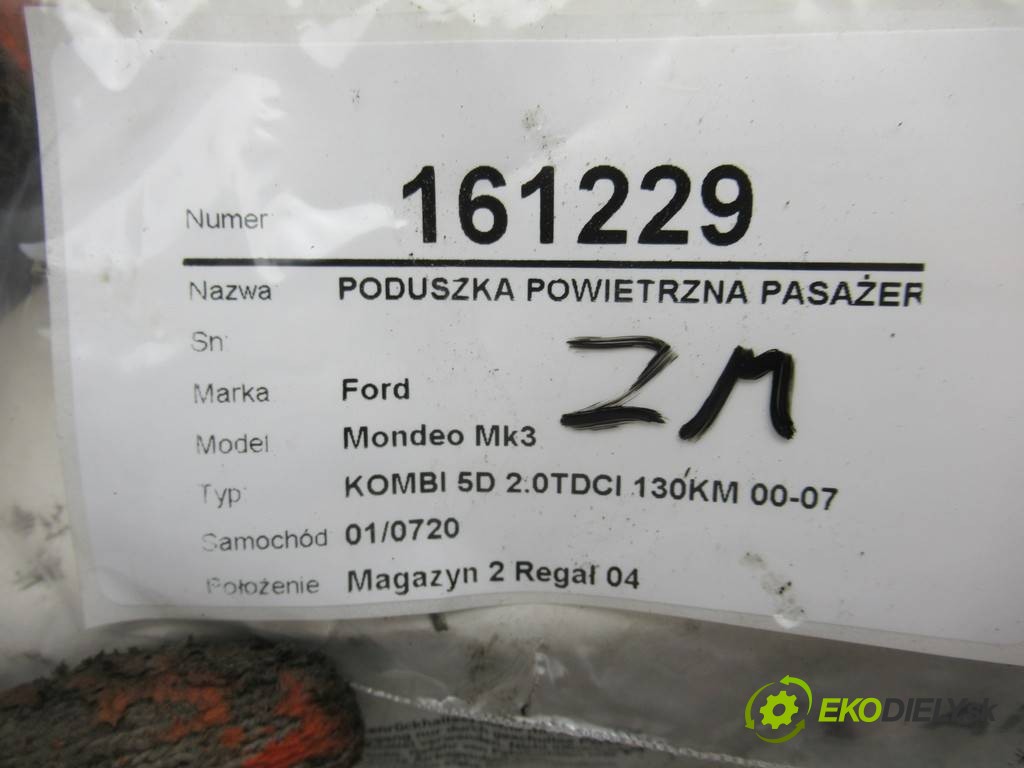 Numer 161229
Nazwa PODUSZKA POWIETRZNA PASAŻER
Sn
ZM
Marka Ford
Model Mondeo Mk3
Typ KOMBI 5D 2.0TDCI 130KM 00-07
Samochód 01/0720
Położenie Magazyn 2 Regał 04
EKODIELY.sk